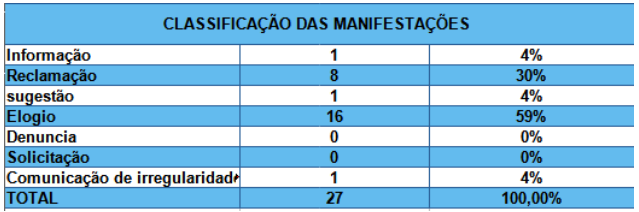 CLASSIFICAÇÃO DAS MANIFESTAÇÕES
Informação 1 4%
Reclamação 8 30%
sugestão 1 4%
Elogio 16 59%
Denuncia 0 0%
Solicitação 0 0%
Comunicação de irregularidad 1 4%
TOTAL 27 100,00%